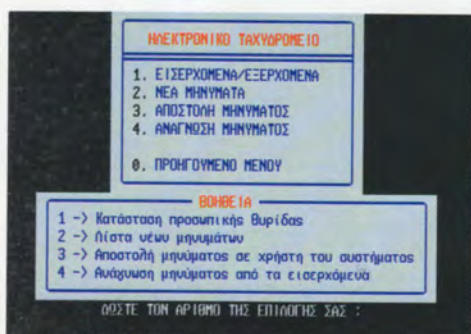 ΗΛΕΚΤΡΟΝΙΚΟ ΤΑΧΥΔΡΟΜΕΙΟ
1. ΕΙΣΕΡΧΟΜΕΝΑ/ΕΞΕΡΧΟΜΕΝΑ
2. ΝΕΑ ΜΗΝΥΜΑΤΑ
3. ΑΠΟΣΤΟΛΗ ΜΗΝΥΜΑΤΟΣ
4. ΑΝΑΓΝΩΣΗ ΜΗΝΥΜΑΤΟΣ
0. ΠΡΟΗΓΟΥΜΕΝΟ ΜΕΝΟΥ
ΒΟΗΘΕΙΑ
1 -> Κατάσταση προσωπικής θυρίδας
2 -> Λίστα νέων μηνυμάτων
3 -> Αποστολή μηνύματος σε χρήστη του συστήματος
4 -> Ανάγνωση μηνύματος από τα εισερχόμενα
ΔΩΣΤΕ ΤΟΝ ΑΡΙΘΜΟ ΤΗΣ ΕΠΙΛΟΓΗΣ ΣΑΣ :